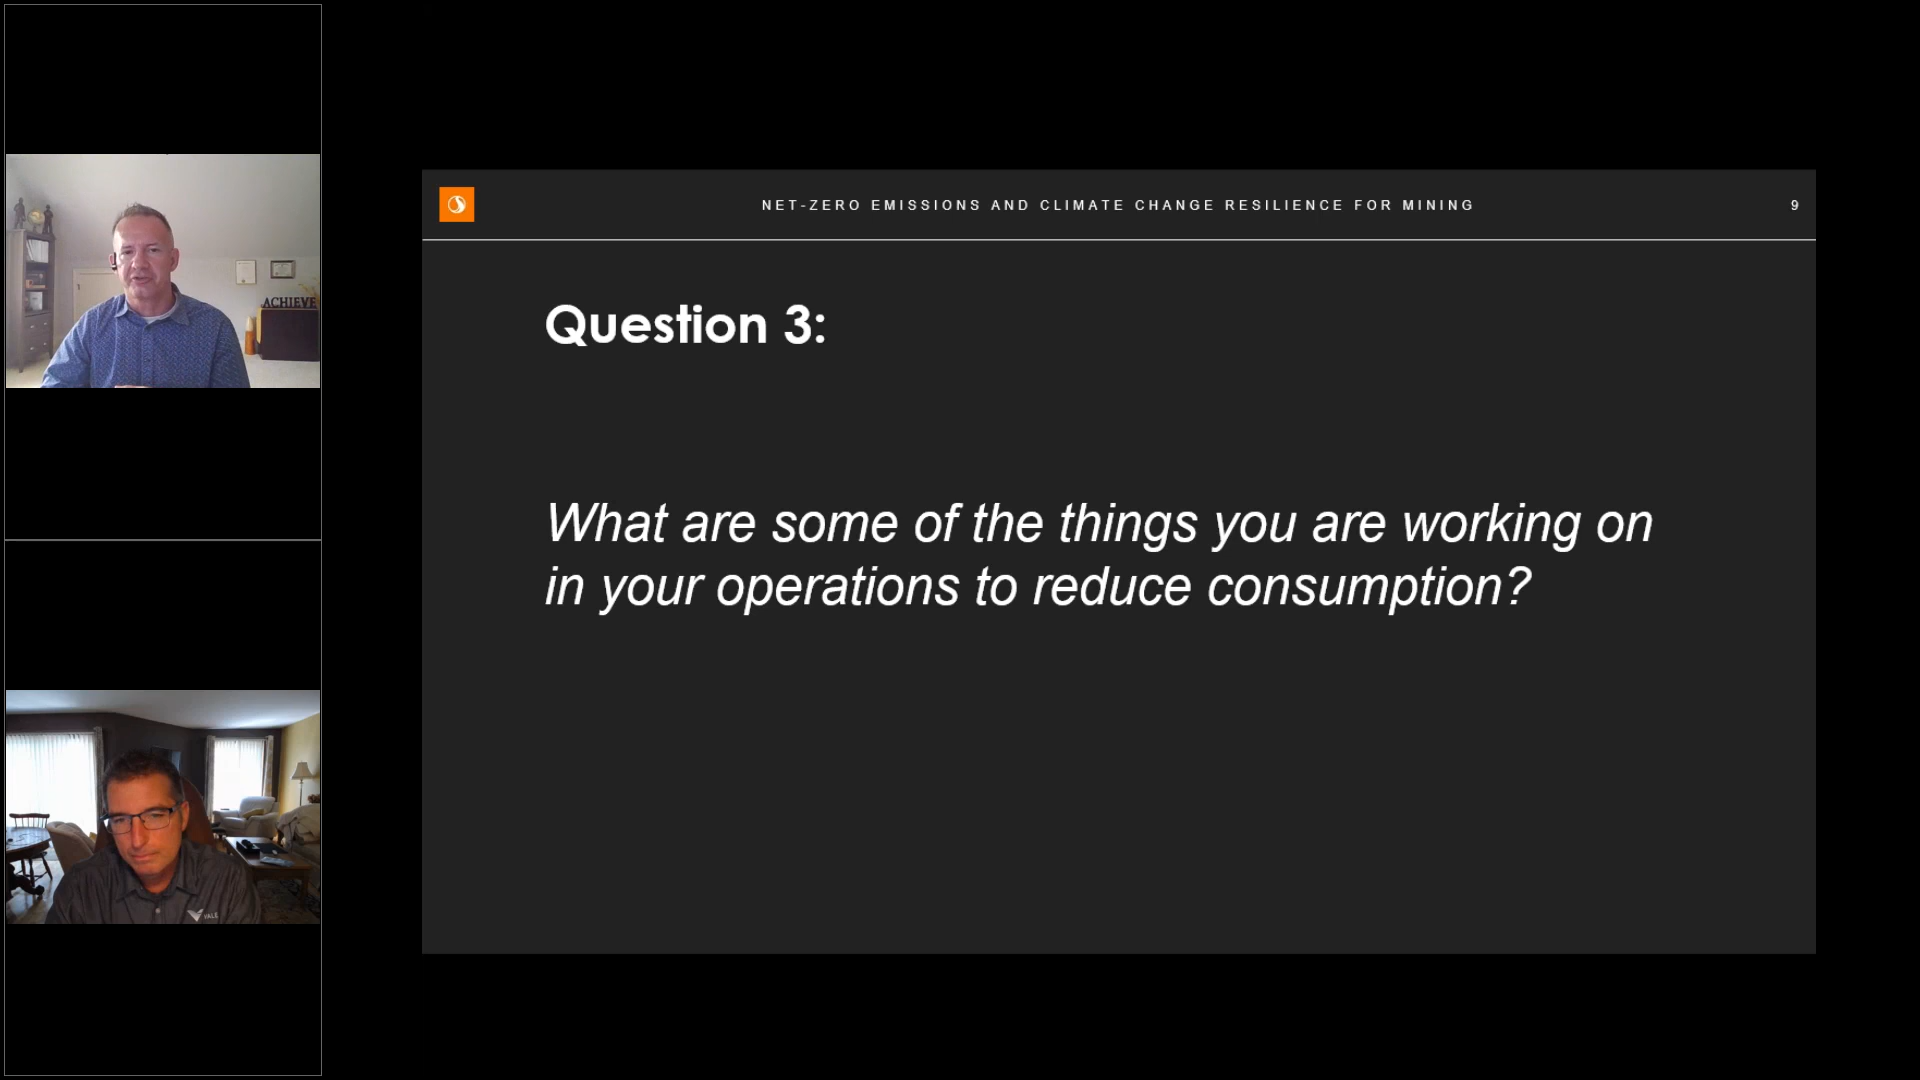 ACHIEVE
VALE
NET-ZERO EMISSIONS AND CLIMATE CHANGE RESILIENCE FOR MINING
9
Question 3:
What are some of the things you are working on
in your operations to reduce consumption?